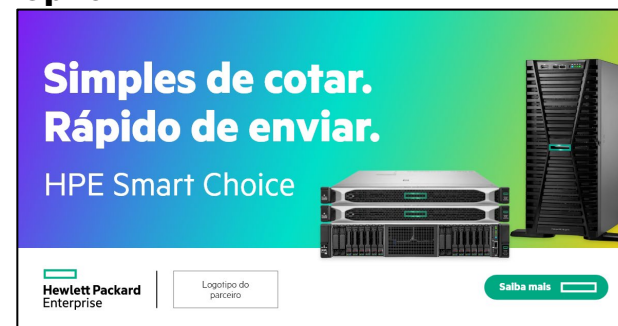 Simples de cotar.
Rápido de enviar.
HPE Smart Choice
Hewlett Packard
Enterprise
Logotipo do
parceiro
Saiba mais